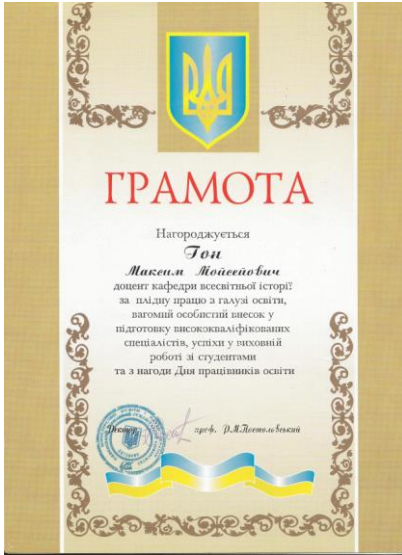 ГРАМОТА
Нагороджується
Гон
Максим Мойсейович
доцент кафедри всесвітньої історії
за плідну працю з галузі освіти,
вагомий особистий внесок у
підготовку висококваліфікованих
спеціалістів, успіхи у виховній
роботі зі студентами
та з нагоди Дня працівників освіти
Ректор проф. Р.М.Постоловський